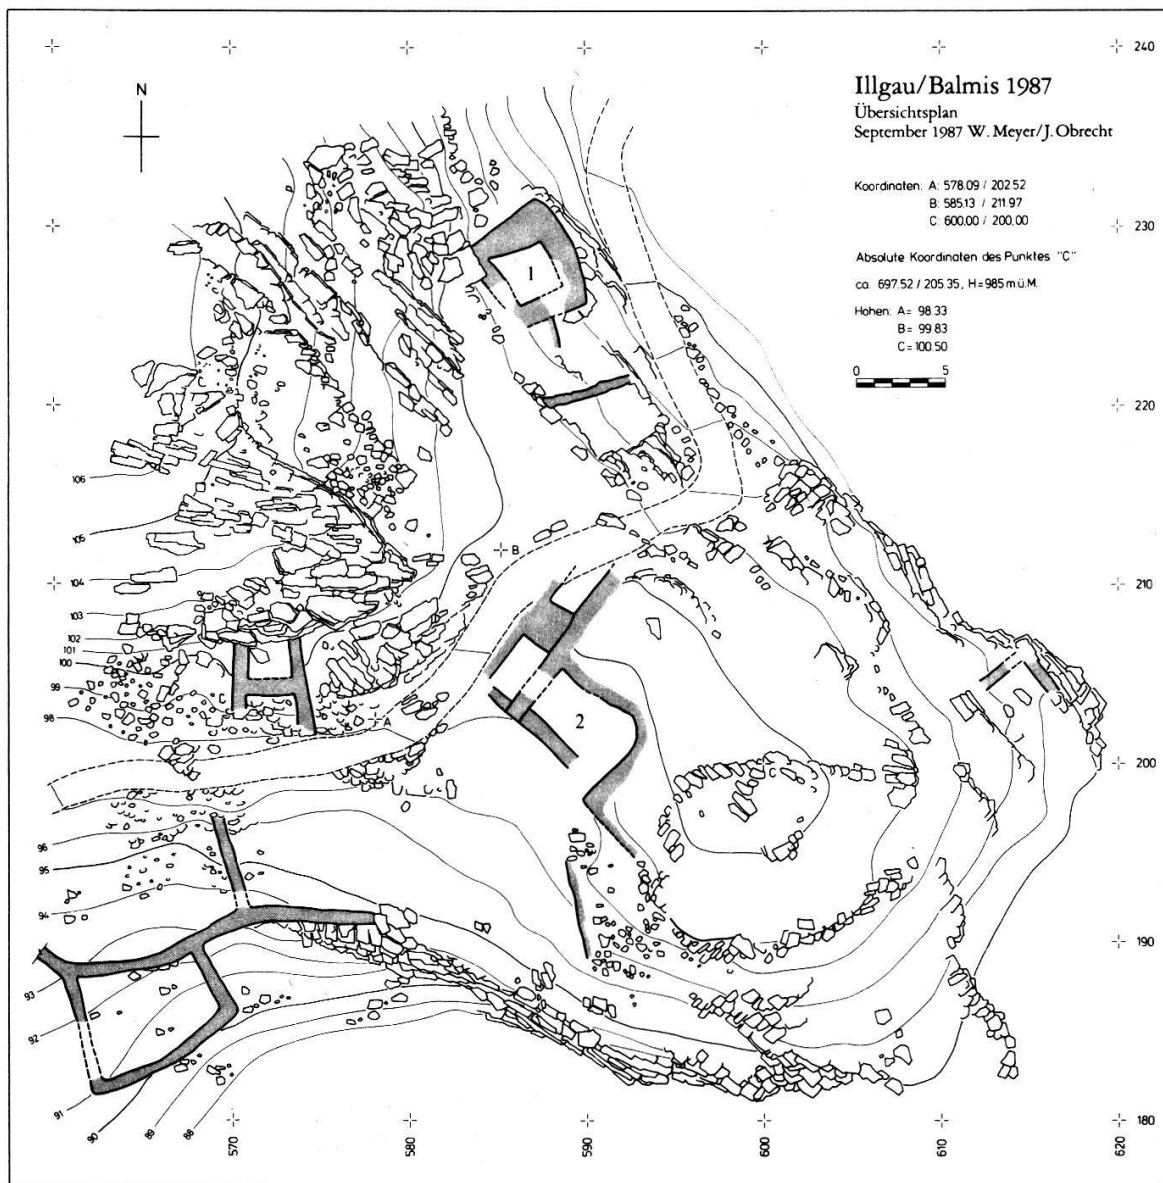 240
N
Illgau/Balmis 1987
Übersichtsplan
September 1987 W. Meyer/J. Obrecht
Koordinaten: A: 578.09 / 202.52
B: 585.13 / 211.97
C: 600.00 / 200.00
Absolute Koordinaten des Punktes "C"
ca. 697.52 / 205.35, H=985 m ü.M.
Hohen: A= 98.33
B= 99.83
C= 100.50
0 5
230
1
220
106
105
B
104
210
103
102
101
100
99
98
A
2
C
200
96
95
94
190
93
92
91
90
89
88
180
570
580
590
600
610
620